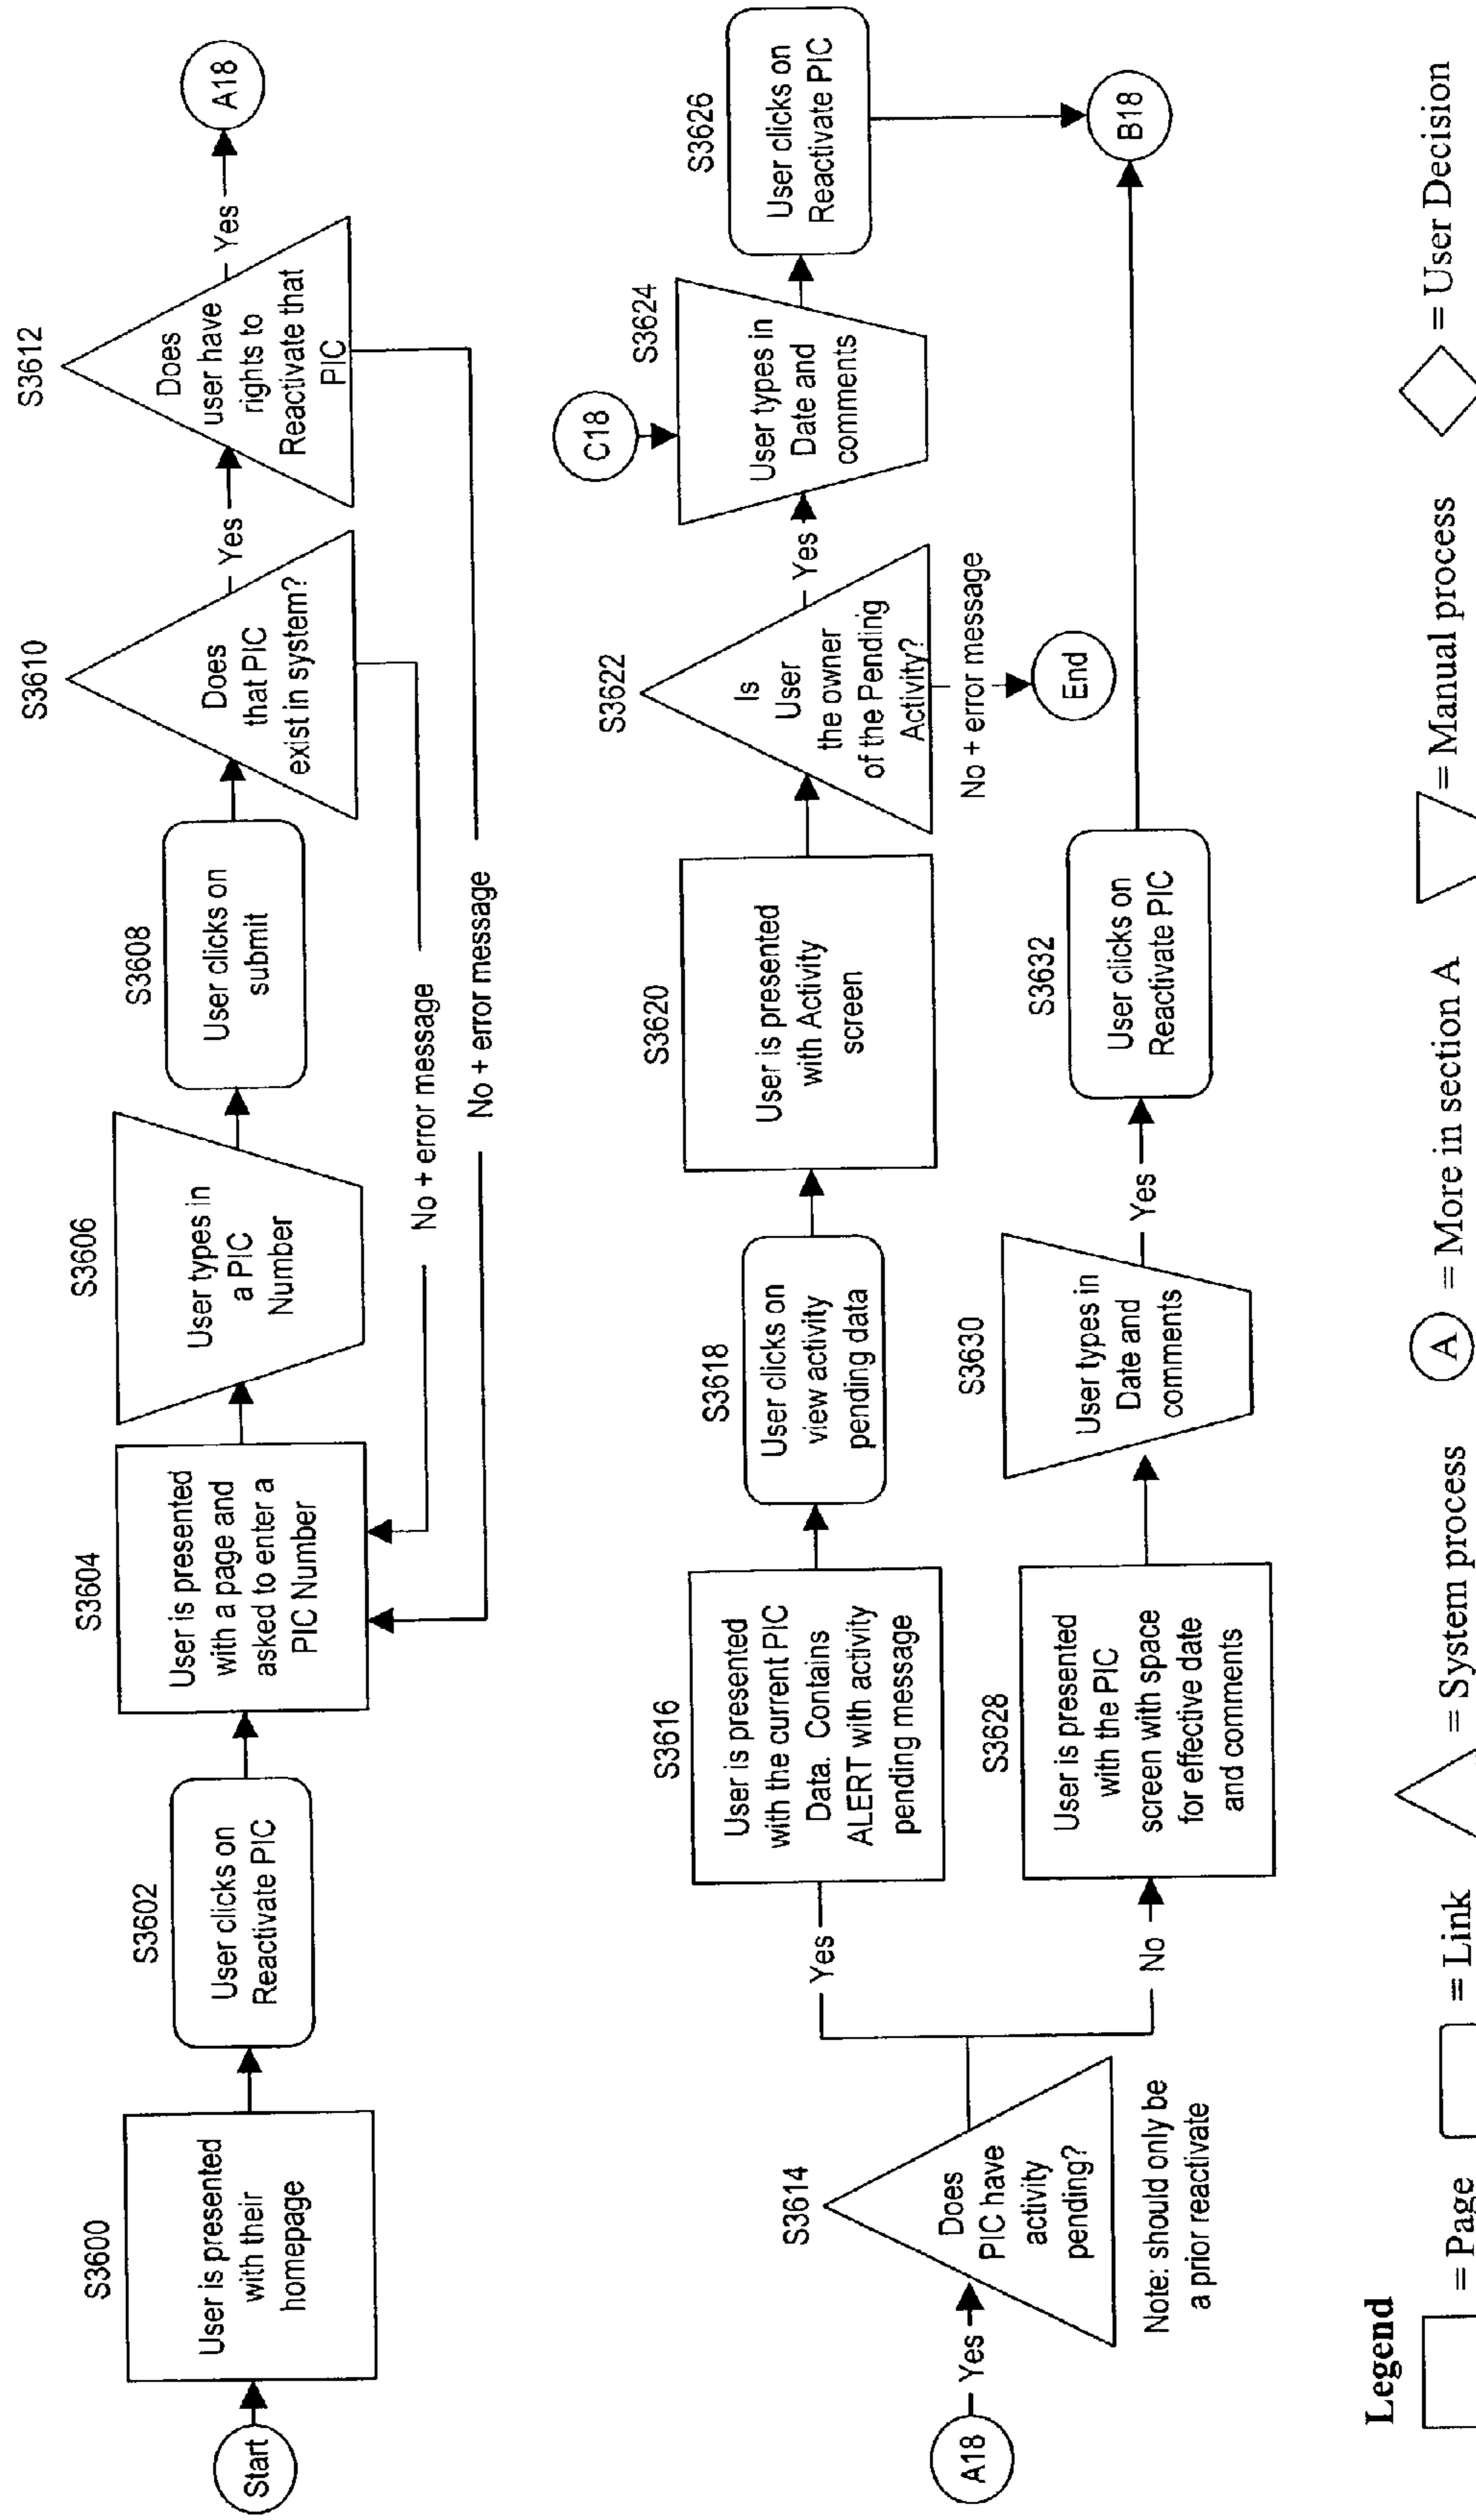 S3600
User is presented
with their
homepage
Start
S3602
User clicks on
Reactivate PIC
S3604
User is presented
with a page and
asked to enter a
PIC Number
S3606
User types in
a PIC
Number
S3608
User clicks on
submit
S3610
Does
that PIC
exist in system?
Yes
S3612
Does
user have
rights to
Reactivate that
PIC
Yes
A18
No + error message
No + error message
A18
Yes
S3614
Does
PIC have
activity
pending?
Note: should only be
a prior reactivate
Yes
No
S3616
User is presented
with the current PIC
Data. Contains
ALERT with activity
pending message
S3618
User clicks on
view activity
pending data
S3620
User is presented
with Activity
screen
S3622
Is
User
the owner
of the Pending
Activity?
Yes
No + error message
End
C18
S3624
User types in
Date and
comments
S3626
User clicks on
Reactivate PIC
B18
S3628
User is presented
with the PIC
screen with space
for effective date
and comments
S3630
User types in
Date and
comments
Yes
S3632
User clicks on
Reactivate PIC
Legend
= Page
= Link
= System process
A = More in section A
= Manual process
= User Decision